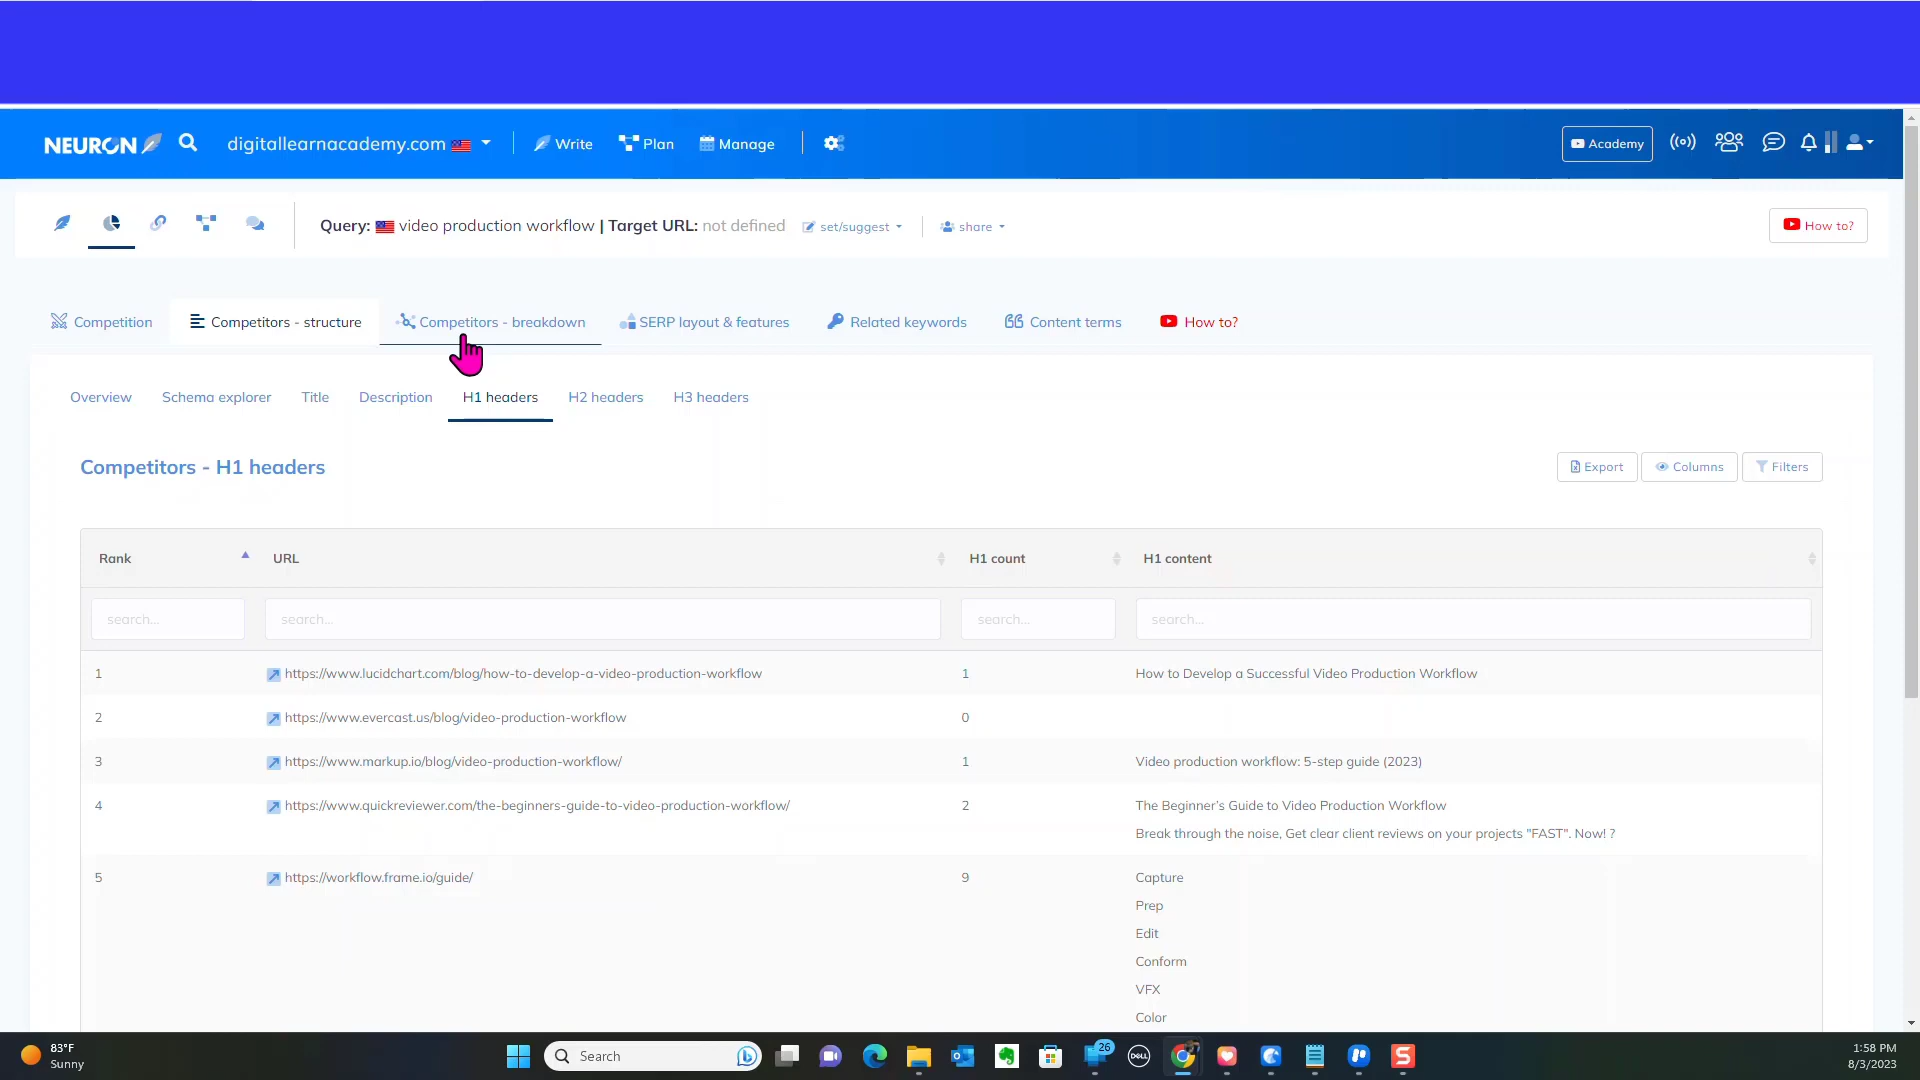 NEURON digitallearnacademy.com Write Plan Manage Academy
Query: video production workflow | Target URL: not defined set/suggest share How to?
Competition Competitors - structure Competitors - breakdown SERP layout & features Related keywords Content terms How to?
Overview Schema explorer Title Description H1 headers H2 headers H3 headers
Competitors - H1 headers Export Columns Filters
Rank URL H1 count H1 content
search... search... search... search...
1 https://www.lucidchart.com/blog/how-to-develop-a-video-production-workflow 1 How to Develop a Successful Video Production Workflow
2 https://www.evercast.us/blog/video-production-workflow 0
3 https://www.markup.io/blog/video-production-workflow/ 1 Video production workflow: 5-step guide (2023)
4 https://www.quickreviewer.com/the-beginners-guide-to-video-production-workflow/ 2 The Beginner's Guide to Video Production Workflow
Break through the noise, Get clear client reviews on your projects "FAST". Now! ?
5 https://workflow.frame.io/guide/ 9 Capture
Prep
Edit
Conform
VFX
Color
83°F
Sunny
Search
26
DELL
1:58 PM
8/3/2023